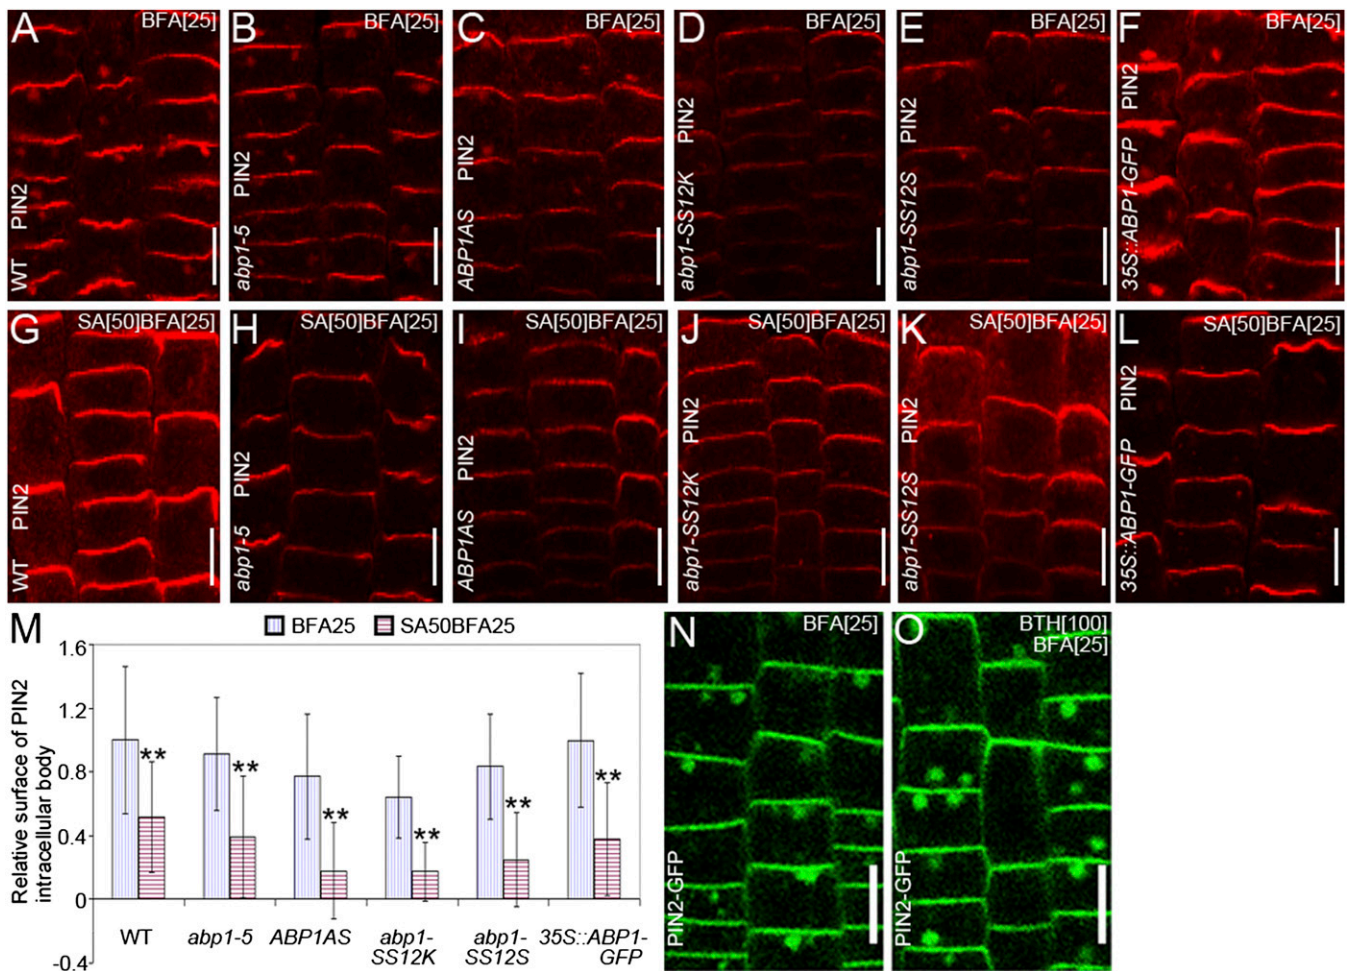 A
BFA[25]
PIN2
WT
B
BFA[25]
PIN2
abp1-5
C
BFA[25]
PIN2
ABP1AS
D
BFA[25]
PIN2
abp1-SS12K
E
BFA[25]
PIN2
abp1-SS12S
F
BFA[25]
PIN2
35S::ABP1-GFP
G
SA[50]BFA[25]
PIN2
WT
H
SA[50]BFA[25]
PIN2
abp1-5
I
SA[50]BFA[25]
PIN2
ABP1AS
J
SA[50]BFA[25]
PIN2
abp1-SS12K
K
SA[50]BFA[25]
PIN2
abp1-SS12S
L
SA[50]BFA[25]
PIN2
35S::ABP1-GFP
M
BFA25
SA50BFA25
Relative surface of PIN2
intracellular body
1.6
1.2
0.8
0.4
0
-0.4
**
**
**
**
**
**
WT
abp1-5
ABP1AS
abp1-
SS12K
abp1-
SS12S
35S::ABP1-
GFP
N
BFA[25]
PIN2-GFP
O
BTH[100]
BFA[25]
PIN2-GFP